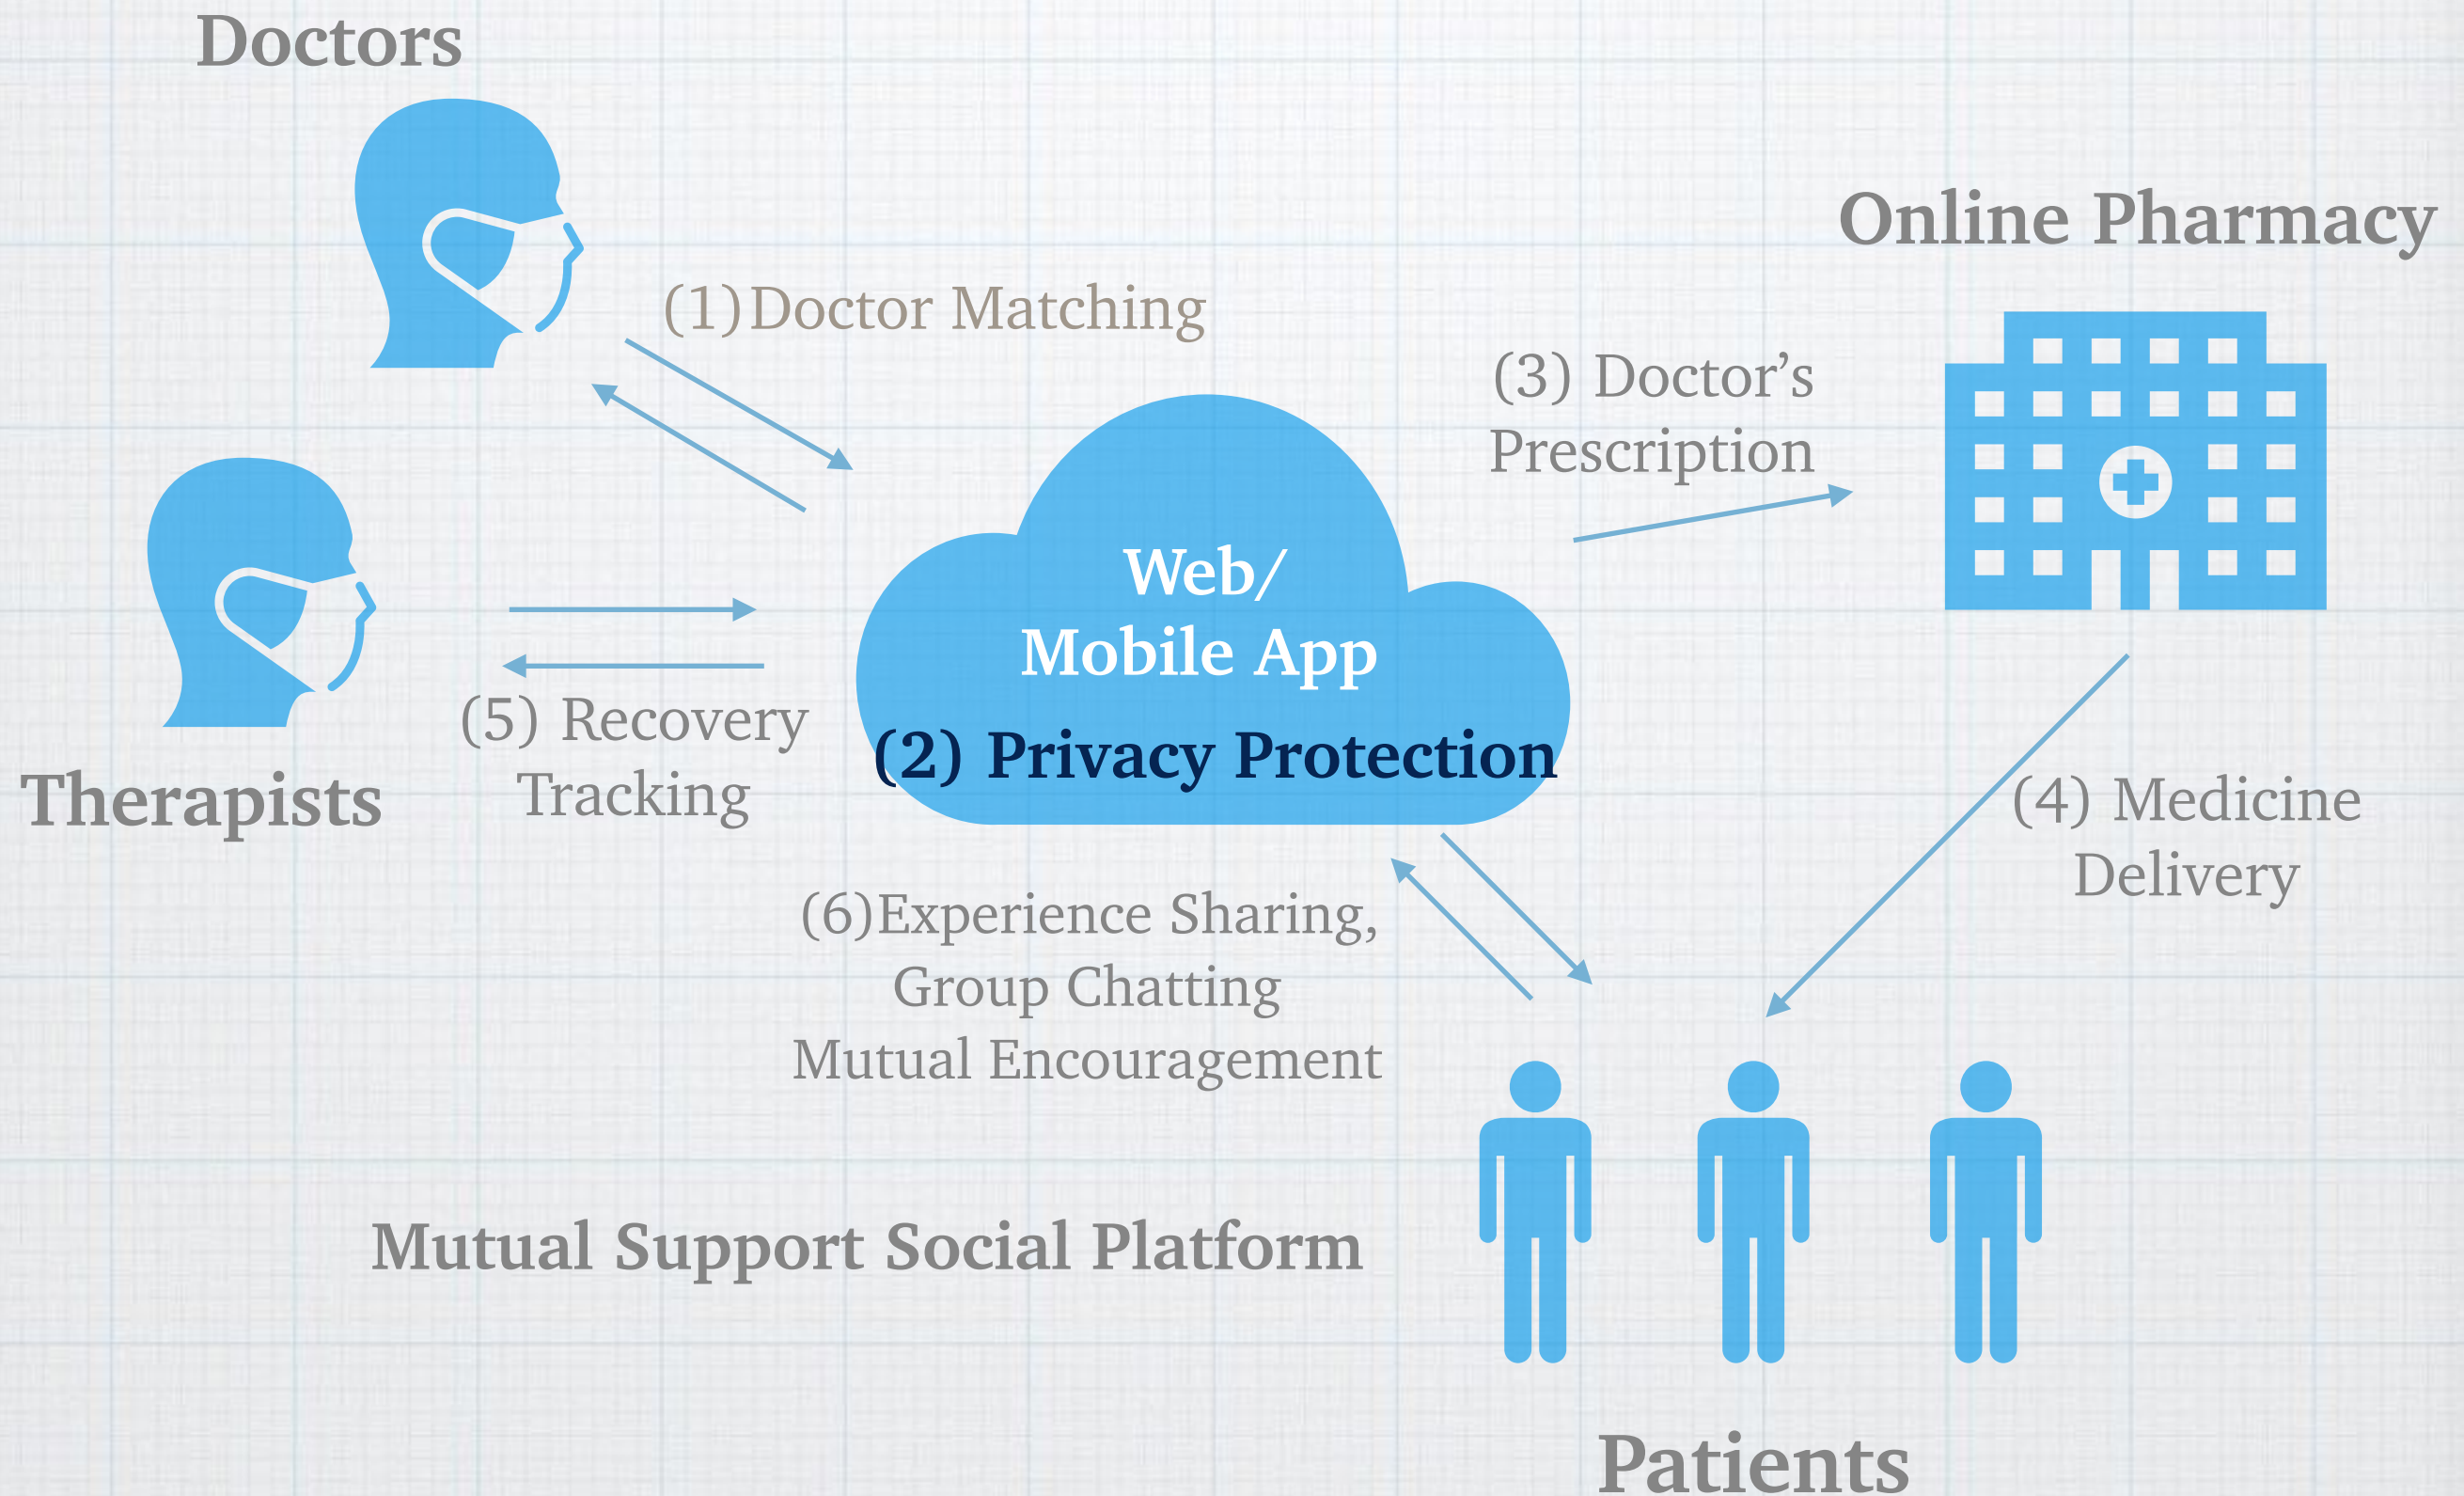 Doctors
Online Pharmacy
(1)Doctor Matching
(3) Doctor’s
Prescription
Web/
Mobile App
(2) Privacy Protection
(5) Recovery
Tracking
Therapists
(4) Medicine
Delivery
(6)Experience Sharing,
Group Chatting
Mutual Encouragement
Mutual Support Social Platform
Patients